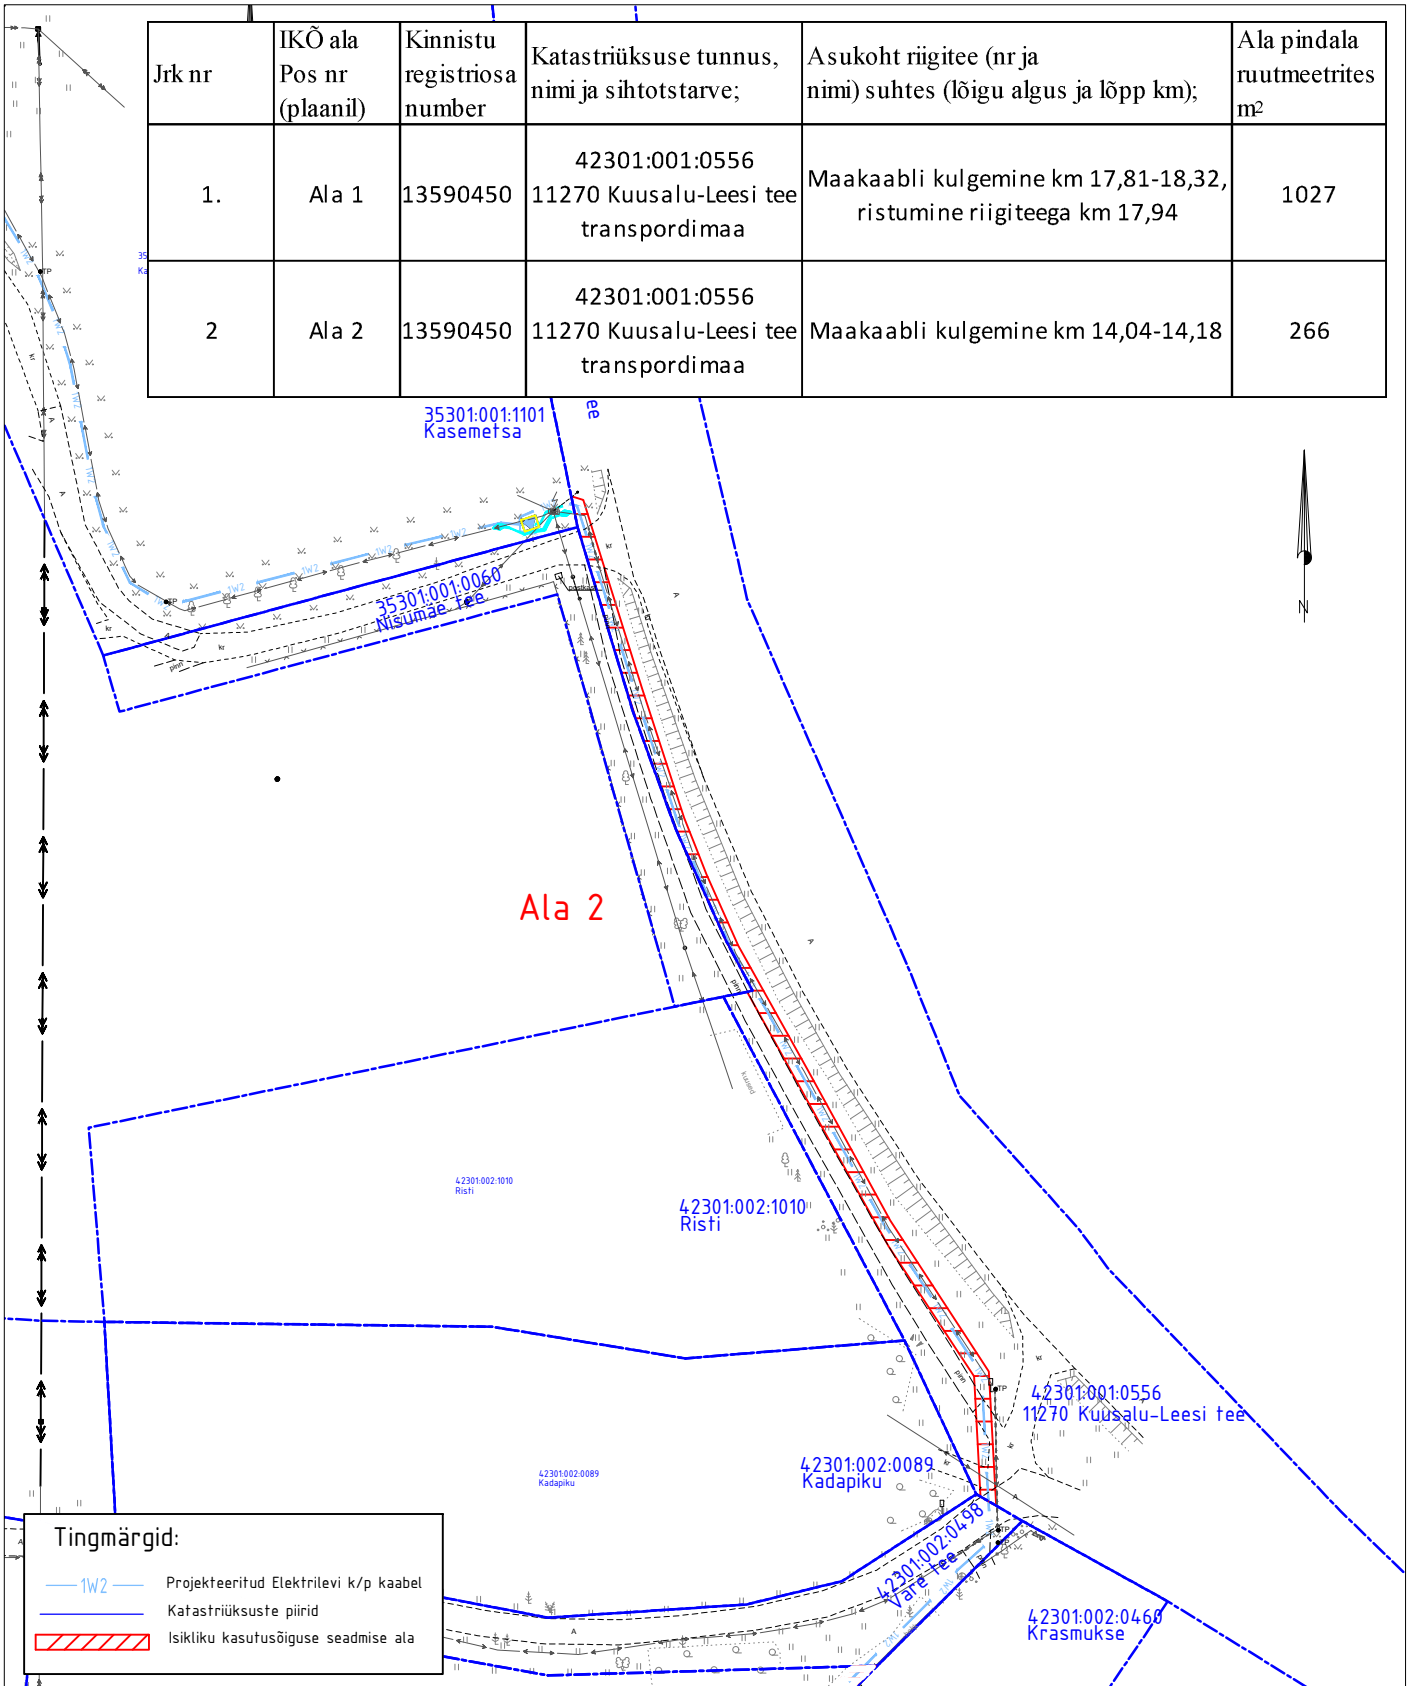 Jrk nr
IKÕ ala
Pos nr
(plaanil)
Kinnistu
registriosa
number
Katastriüksuse tunnus,
nimi ja sihtotstarve;
Asukoht riigitee (nr ja
nimi) suhtes (lõigu algus ja lõpp km);
Ala pindala
ruutmeetrites
m²
1.
Ala 1
13590450
42301:001:0556
11270 Kuusalu-Leesi tee
transpordimaa
Maakaabli kulgemine km 17,81-18,32,
ristumine riigiteega km 17,94
1027
2
Ala 2
13590450
42301:001:0556
11270 Kuusalu-Leesi tee
transpordimaa
Maakaabli kulgemine km 14,04-14,18
266
35301:001:1101
Kasemetsa
ee
35301:001:0060
Nisumäe tee
N
Ala 2
42301:002:1010
Risti
42301:002:1010
Risti
42301:001:0556
11270 Kuusalu-Leesi tee
42301:002:0089
Kadapiku
42301:002:0089
Kadapiku
42301:002:0498
Vare tee
42301:002:0460
Krasmukse
Tingmärgid:
1W2
Projekteeritud Elektrilevi k/p kaabel
Katastriüksuste piirid
Isikliku kasutusõiguse seadmise ala